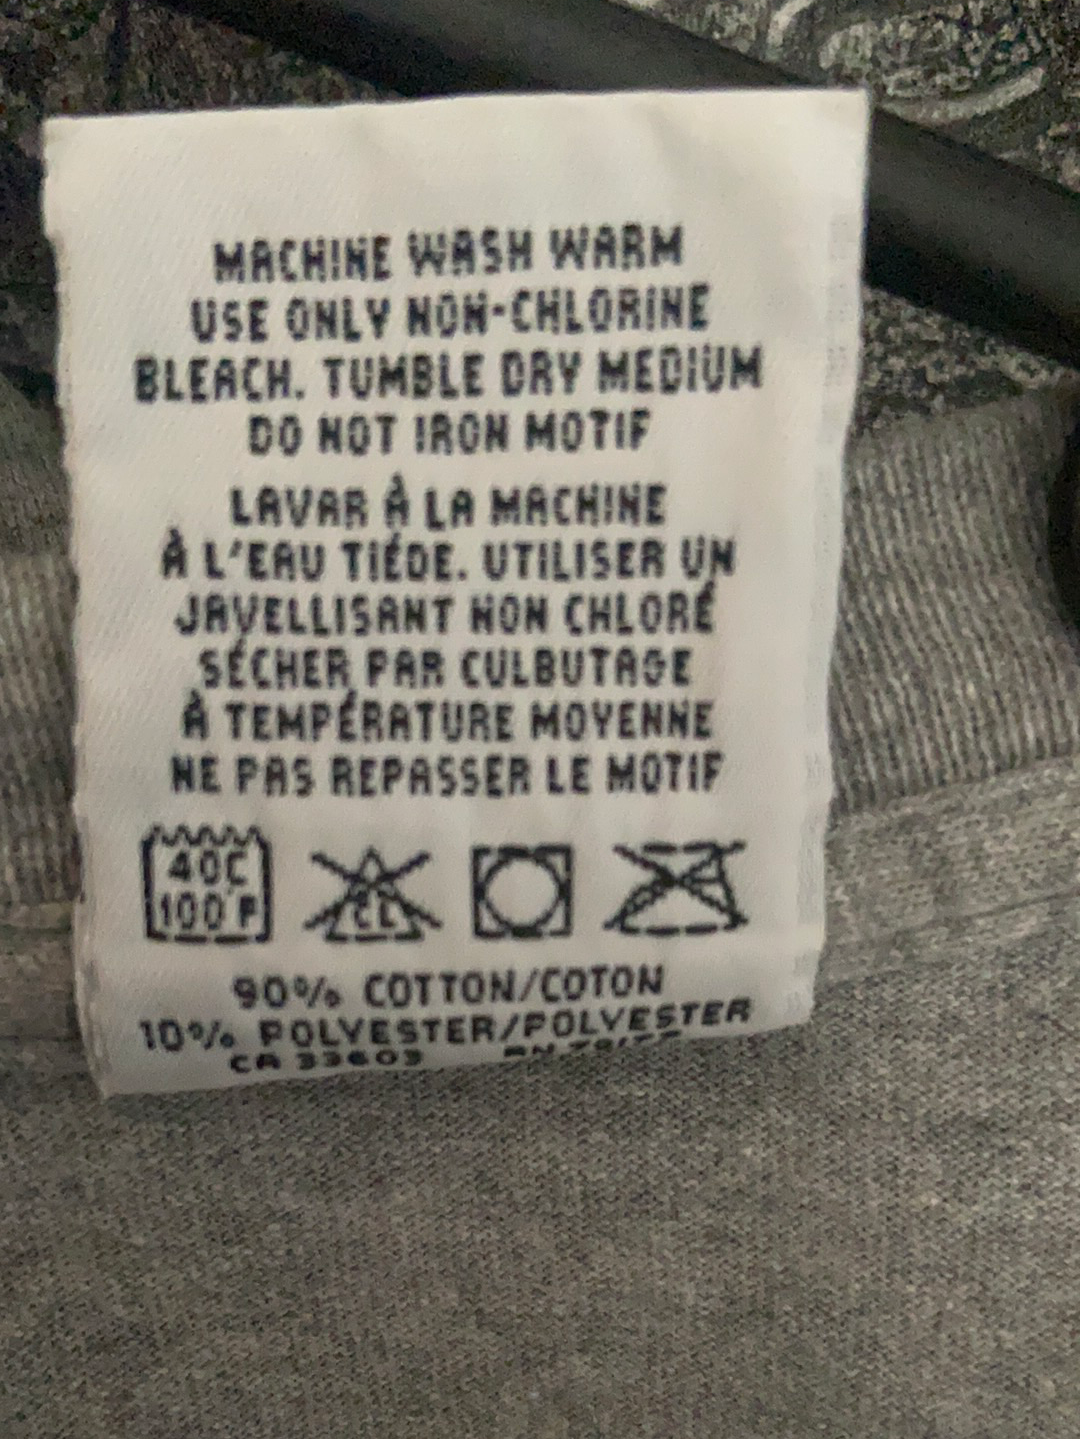 MACHINE WASH WARM
USE ONLY NON-CHLORINE
BLEACH. TUMBLE DRY MEDIUM
DO NOT IRON MOTIF
LAVAR À LA MACHINE
À L'EAU TIÉDE. UTILISER UN
JAVELLISANT NON CHLORÉ
SÉCHER PAR CULBUTAGE
À TEMPÉRATURE MOYENNE
NE PAS REPASSER LE MOTIF
40C
100°F
CL
90% COTTON/COTON
10% POLYESTER/POLYESTER
CA 33603 RN